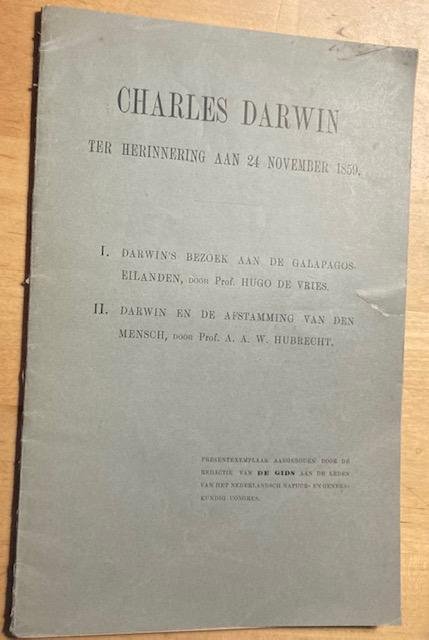 CHARLES DARWIN
TER HERINNERING AAN 24 NOVEMBER 1859.
I. DARWIN'S BEZOEK AAN DE GALAPAGOS-
EILANDEN, DOOR Prof. HUGO DE VRIES.
II. DARWIN EN DE AFSTAMMING VAN DEN
MENSCH, DOOR Prof. A. A. W. HUBRECHT.
PRESENTEXEMPLAAR AANGEBODEN DOOR DE
REDACTIE VAN DE GIDS AAN DE LEDEN
VAN HET NEDERLANDSCH NATUUR- EN GENEES-
KUNDIG CONGRES.